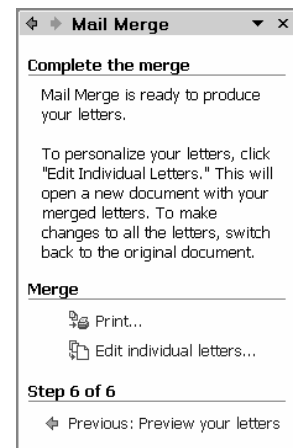 Mail Merge
Complete the merge
Mail Merge is ready to produce
your letters.
To personalize your letters, click
"Edit Individual Letters." This will
open a new document with your
merged letters. To make
changes to all the letters, switch
back to the original document.
Merge
Print...
Edit individual letters...
Step 6 of 6
Previous: Preview your letters